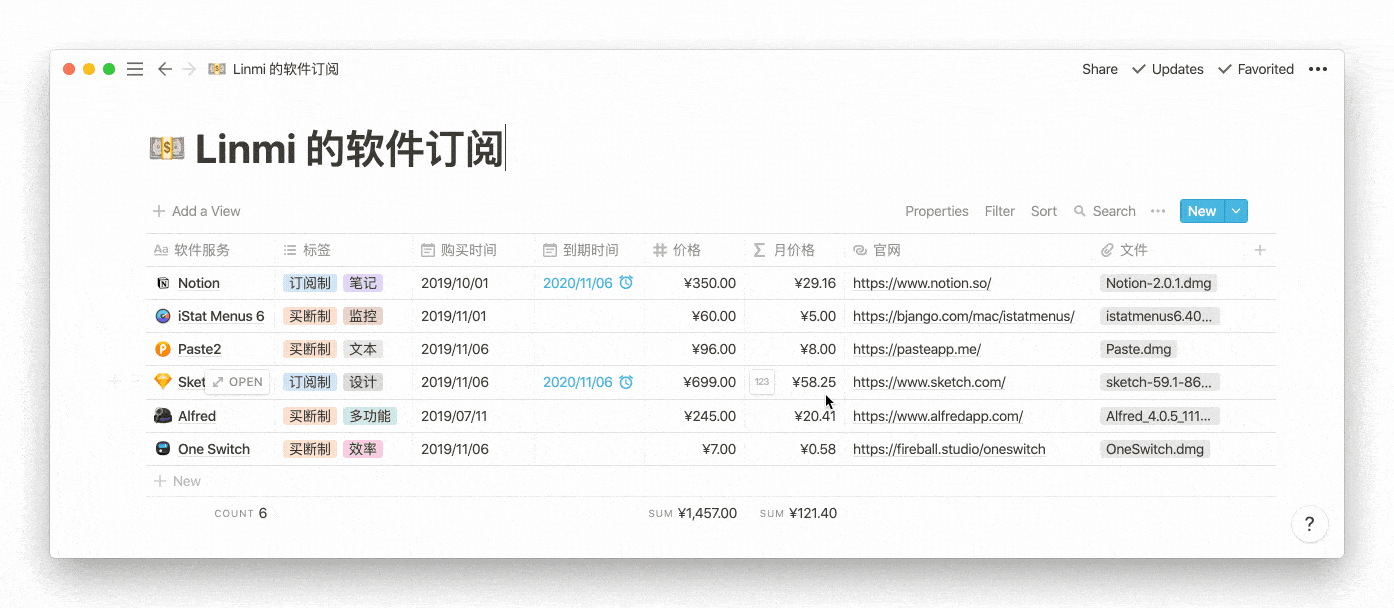 Linmi 的软件订阅 Share Updates Favorited
Linmi 的软件订阅
Add a View Properties Filter Sort Search New
Aa 软件服务 标签 购买时间 到期时间 价格 月价格 官网 文件
Notion 订阅制 笔记 2019/10/01 2020/11/06 ¥350.00 ¥29.16 https://www.notion.so/ Notion-2.0.1.dmg
iStat Menus 6 买断制 监控 2019/11/01 ¥60.00 ¥5.00 https://bjango.com/mac/istatmenus/ istatmenus6.40...
Paste2 买断制 文本 2019/11/06 ¥96.00 ¥8.00 https://pasteapp.me/ Paste.dmg
Sket OPEN 订阅制 设计 2019/11/06 2020/11/06 ¥699.00 123 ¥58.25 https://www.sketch.com/ sketch-59.1-86...
Alfred 买断制 多功能 2019/07/11 ¥245.00 ¥20.41 https://www.alfredapp.com/ Alfred_4.0.5_111...
One Switch 买断制 效率 2019/11/06 ¥7.00 ¥0.58 https://fireball.studio/oneswitch OneSwitch.dmg
New
COUNT 6 SUM ¥1,457.00 SUM ¥121.40
?